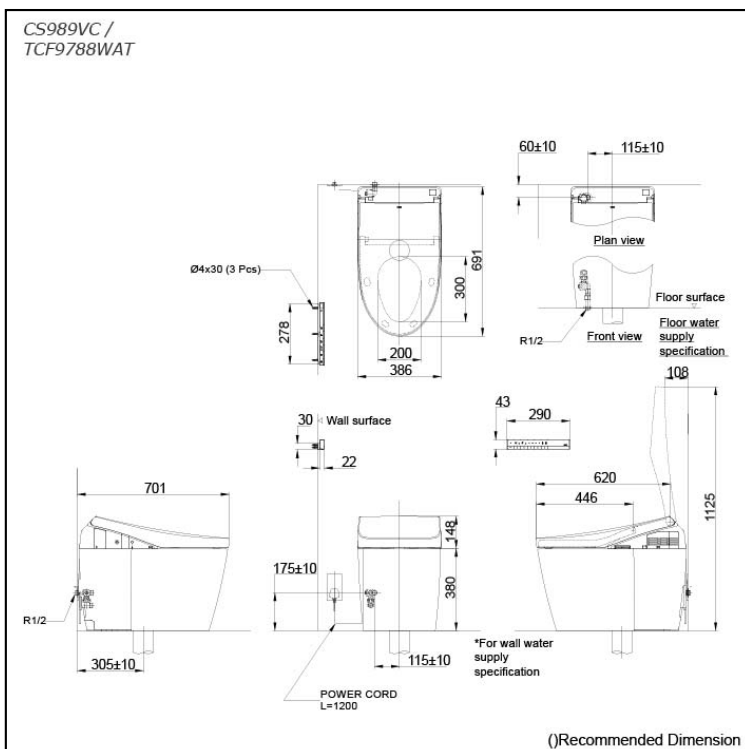 CS989VC /
TCF9788WAT
60±10
115±10
Plan view
Ø4x30 (3 Pcs)
691
300
278
200
386
Floor surface
R1/2
Front view
Floor water
supply
specification
108
30
Wall surface
22
43
290
701
620
446
1125
148
380
175±10
R1/2
305±10
115±10
*For wall water
supply
specification
POWER CORD
L=1200
()Recommended Dimension